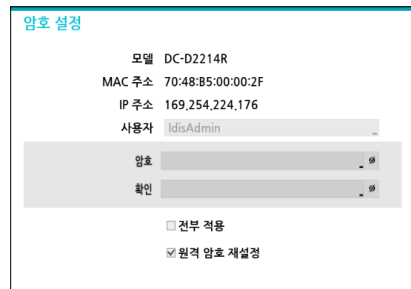 암호 설정
모델 DC-D2214R
MAC 주소 70:48:B5:00:00:2F
IP 주소 169.254.224.176
사용자 IdisAdmin
암호
확인
전부 적용
원격 암호 재설정